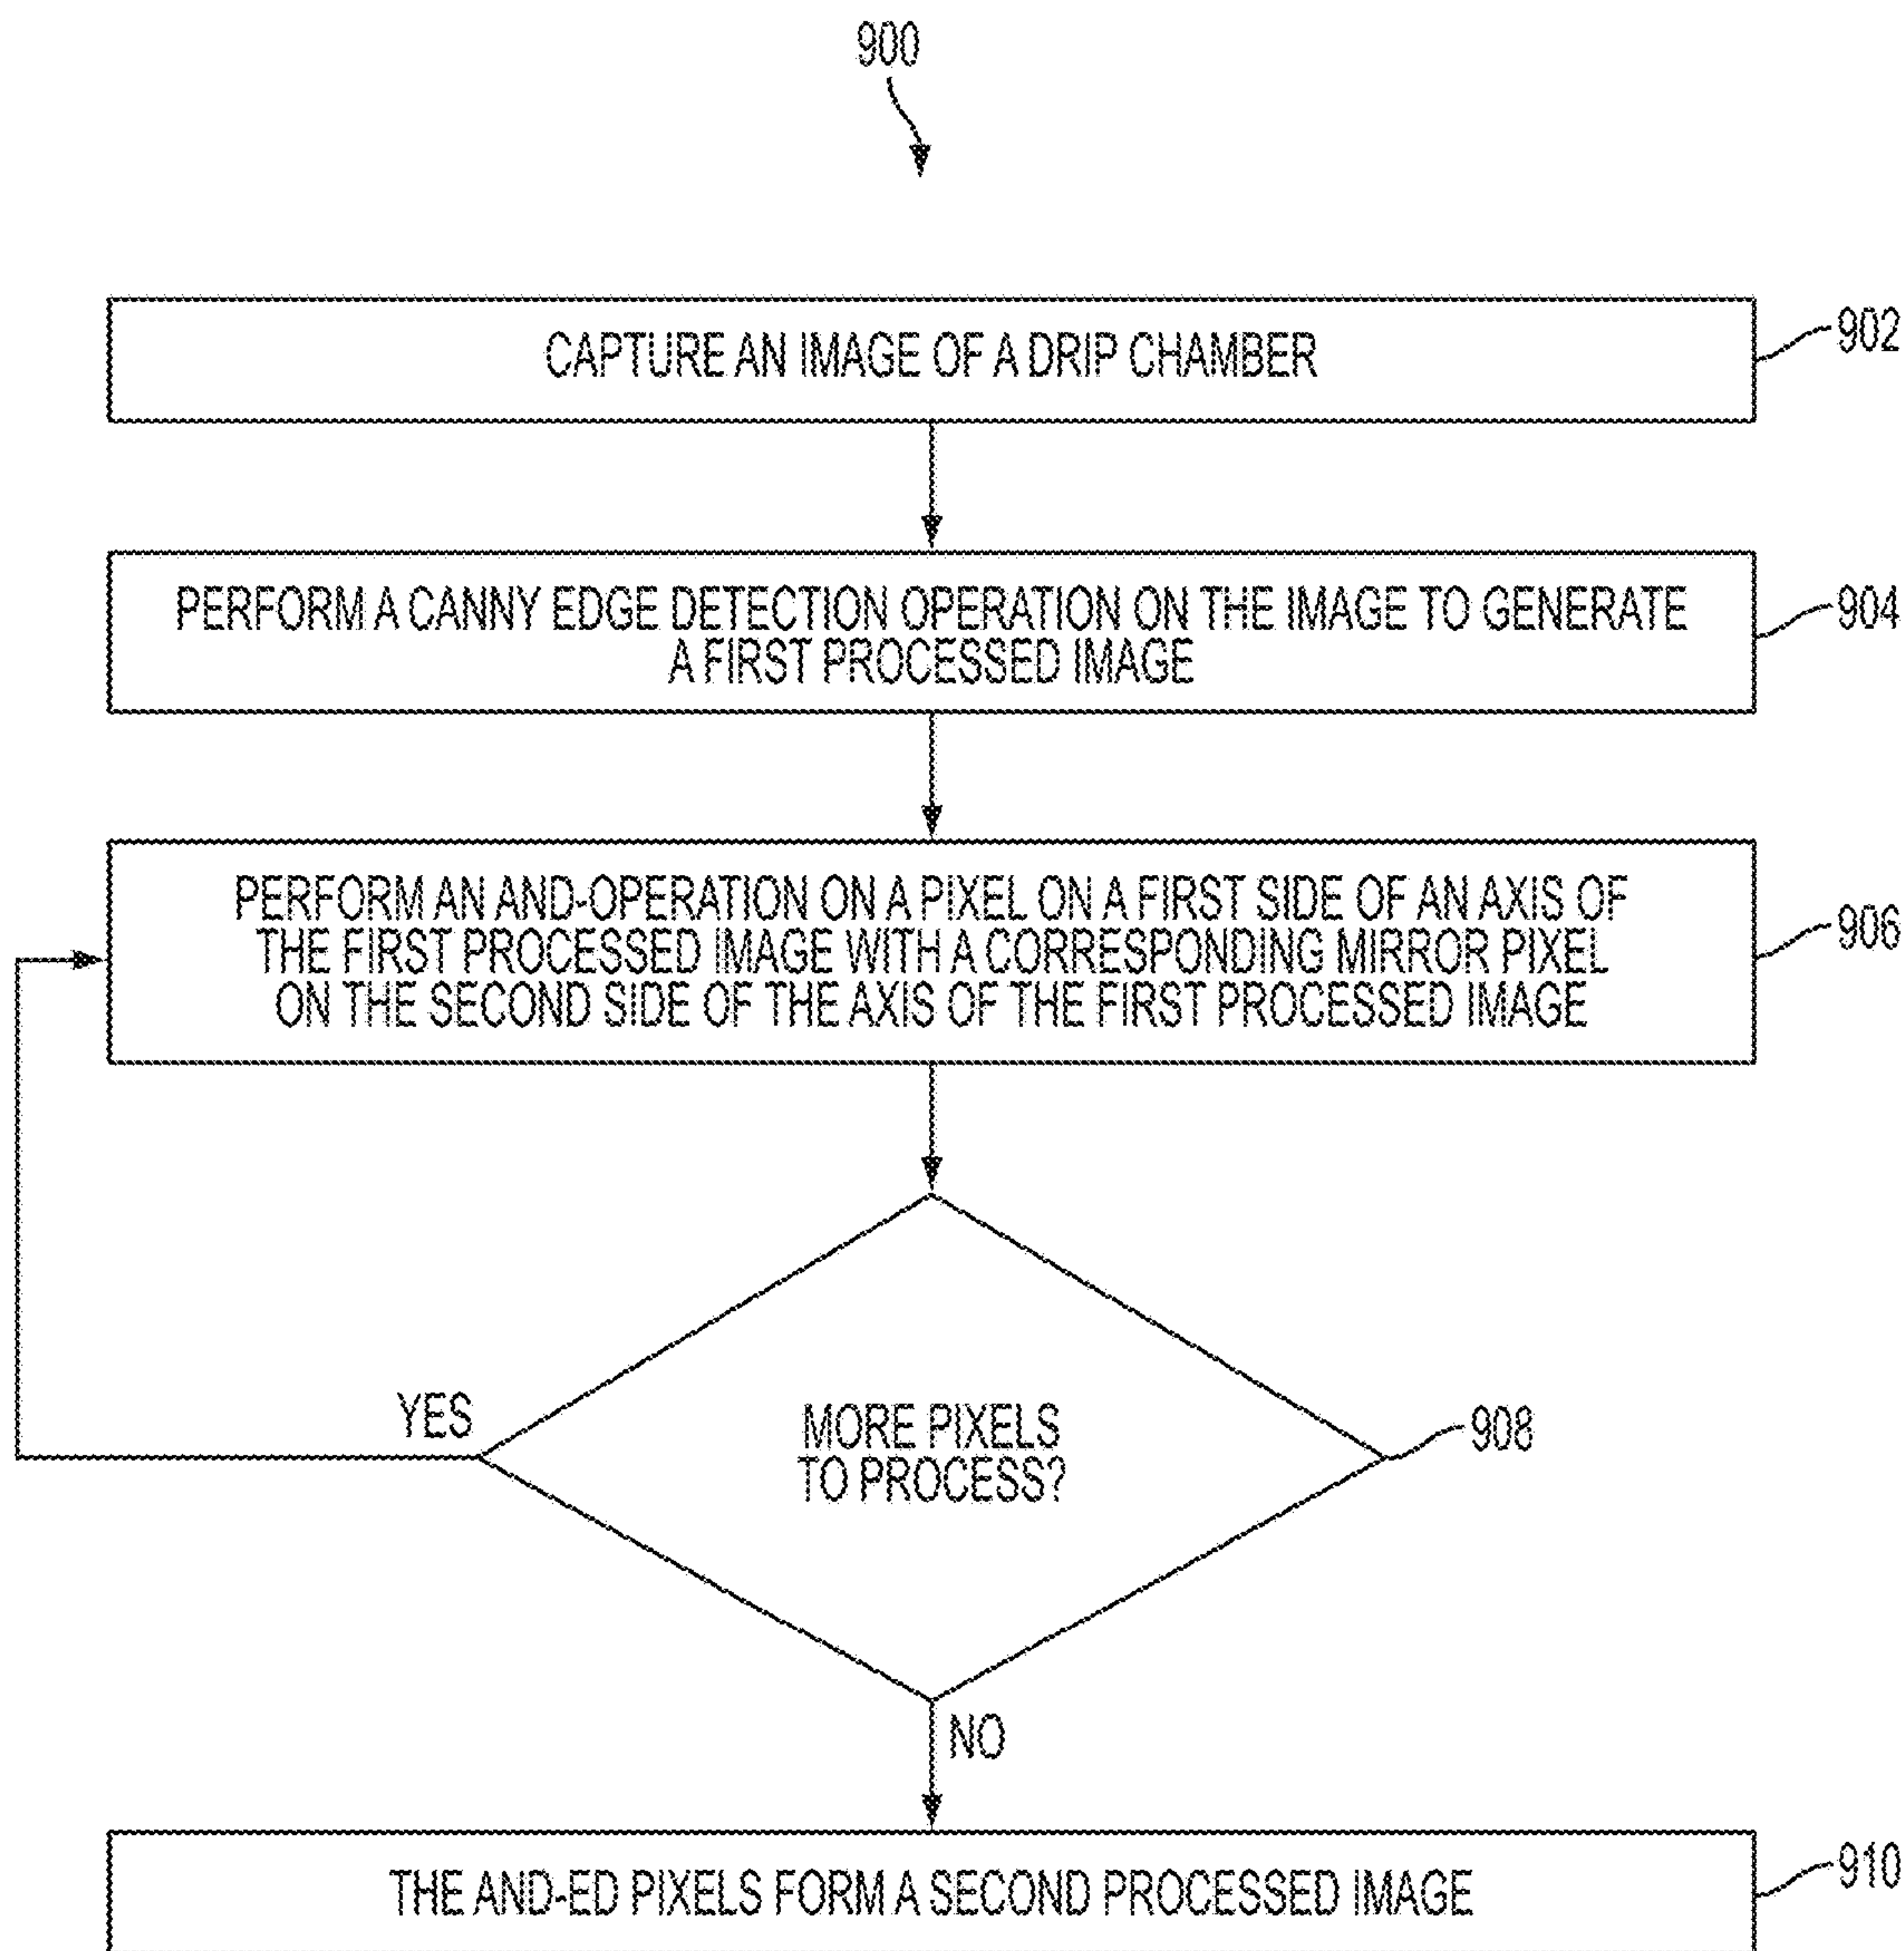 900
CAPTURE AN IMAGE OF A DRIP CHAMBER
902
PERFORM A CANNY EDGE DETECTION OPERATION ON THE IMAGE TO GENERATE
A FIRST PROCESSED IMAGE
904
PERFORM AN AND-OPERATION ON A PIXEL ON A FIRST SIDE OF AN AXIS OF
THE FIRST PROCESSED IMAGE WITH A CORRESPONDING MIRROR PIXEL
ON THE SECOND SIDE OF THE AXIS OF THE FIRST PROCESSED IMAGE
906
YES
MORE PIXELS
TO PROCESS?
908
NO
THE AND-ED PIXELS FORM A SECOND PROCESSED IMAGE
910